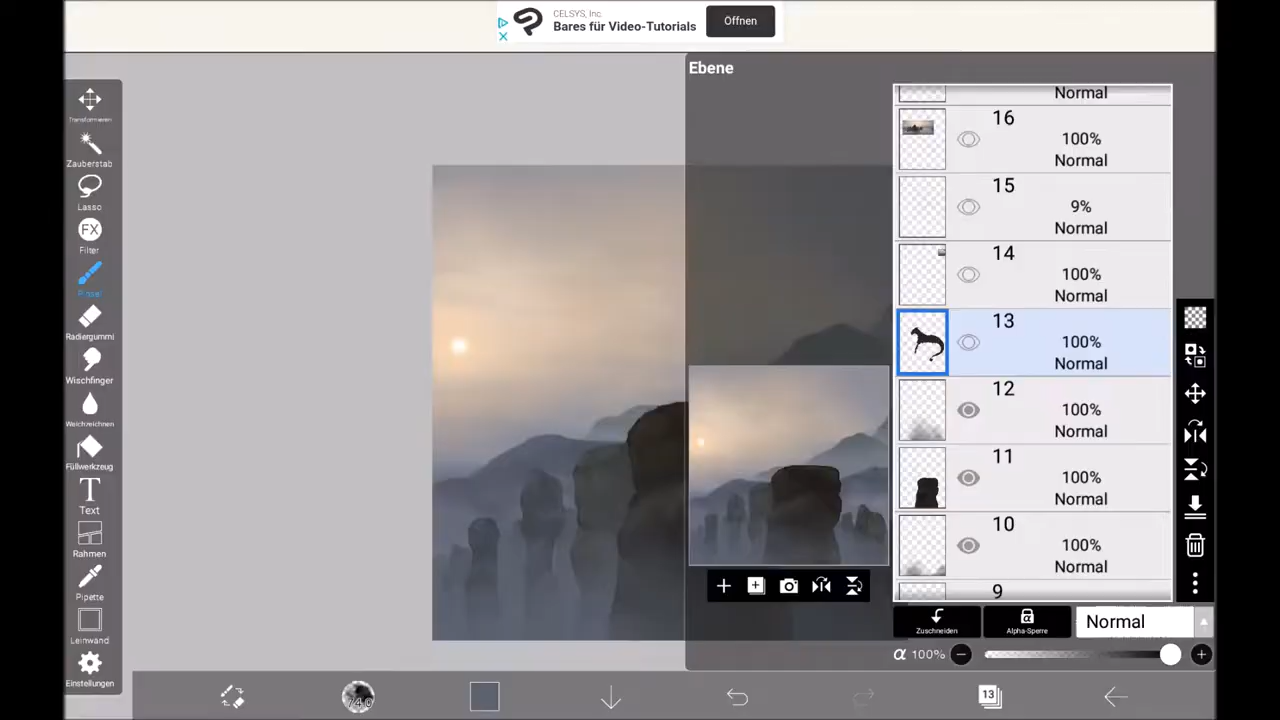 CELSYS, Inc.
Bares für Video-Tutorials
Öffnen
Ebene
Transformieren
Zauberstab
Lasso
FX
Filter
Pinsel
Radiergummi
Wischfinger
Weichzeichnen
Füllwerkzeug
T
Text
Rahmen
Pipette
Leinwand
Einstellungen
Normal
16
100%
Normal
15
9%
Normal
14
100%
Normal
13
100%
Normal
12
100%
Normal
11
100%
Normal
10
100%
Normal
9
Zuschneiden
Alpha-Sperre
Normal
α 100%
74.0
13